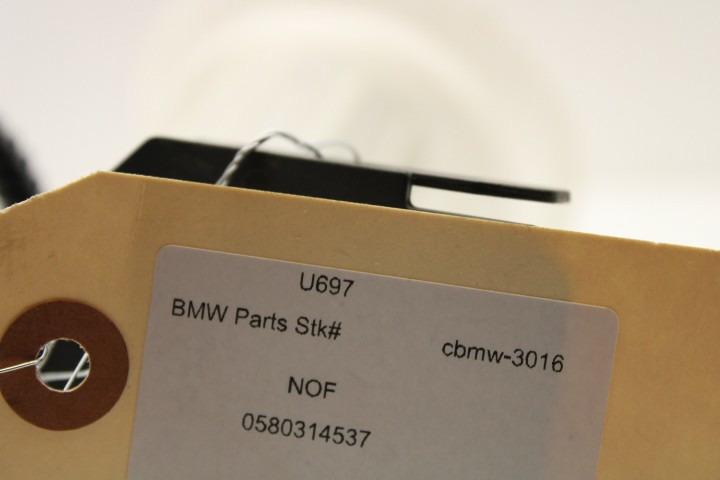 U697
BMW Parts Stk#
cbmw-3016
NOF
0580314537